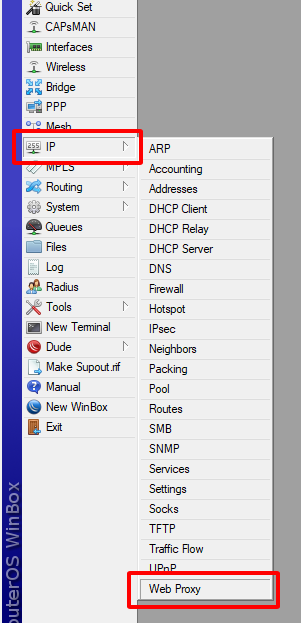 Quick Set
CAPsMAN
Interfaces
Wireless
Bridge
PPP
Mesh
IP
MPLS
Routing
System
Queues
Files
Log
Radius
Tools
New Terminal
Dude
Make Supout.rif
Manual
New WinBox
Exit
ARP
Accounting
Addresses
DHCP Client
DHCP Relay
DHCP Server
DNS
Firewall
Hotspot
IPsec
Neighbors
Packing
Pool
Routes
SMB
SNMP
Services
Settings
Socks
TFTP
Traffic Flow
UPnP
Web Proxy
outerOS WinBox
255